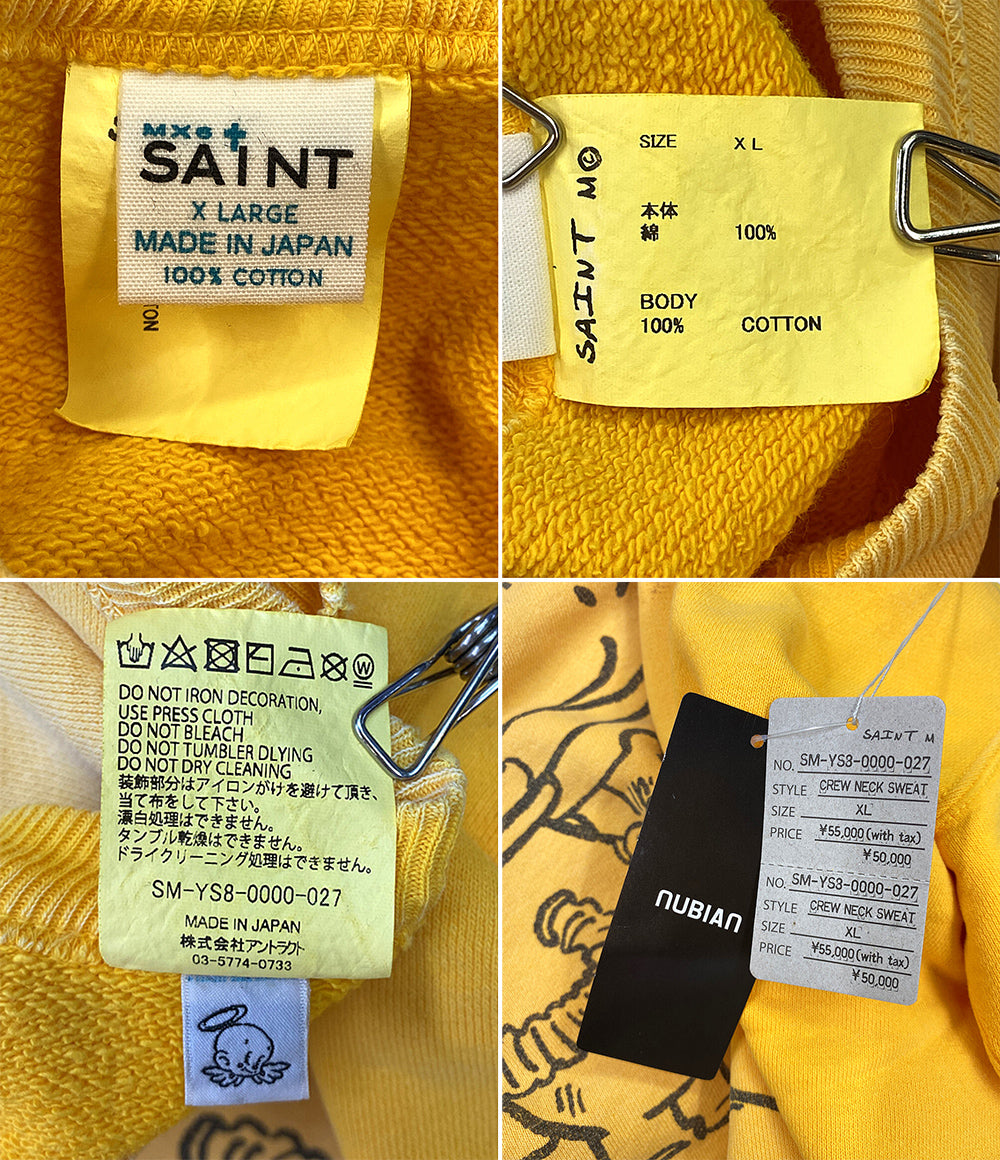 MX6
SAINT
X LARGE
MADE IN JAPAN
100% COTTON
TON
SAINT M©
SIZE XL
本体
綿 100%
BODY
100% COTTON
W
DO NOT IRON DECORATION,
USE PRESS CLOTH
DO NOT BLEACH
DO NOT TUMBLER DLYING
DO NOT DRY CLEANING
装飾部分はアイロンがけを避けて頂き、
当て布をして下さい。
漂白処理はできません。
タンブル乾燥はできません。
ドライクリーニング処理はできません。
SM-YS8-0000-027
MADE IN JAPAN
株式会社アントラクト
03-5774-0733
NUBIAN
SAINT M
NO. SM-YS8-0000-027
STYLE CREW NECK SWEAT
SIZE XL
PRICE ¥55,000(with tax)
¥50,000
NO. SM-YS8-0000-027
STYLE CREW NECK SWEAT
SIZE XL
PRICE ¥55,000(with tax)
¥50,000